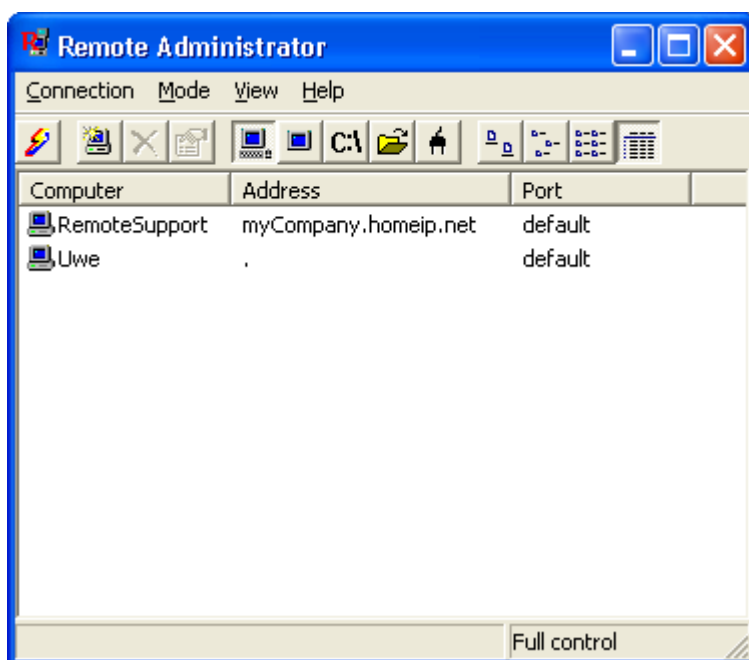 Remote Administrator
Connection Mode View Help
C:\
Computer Address Port
RemoteSupport myCompany.homeip.net default
Uwe . default
Full control